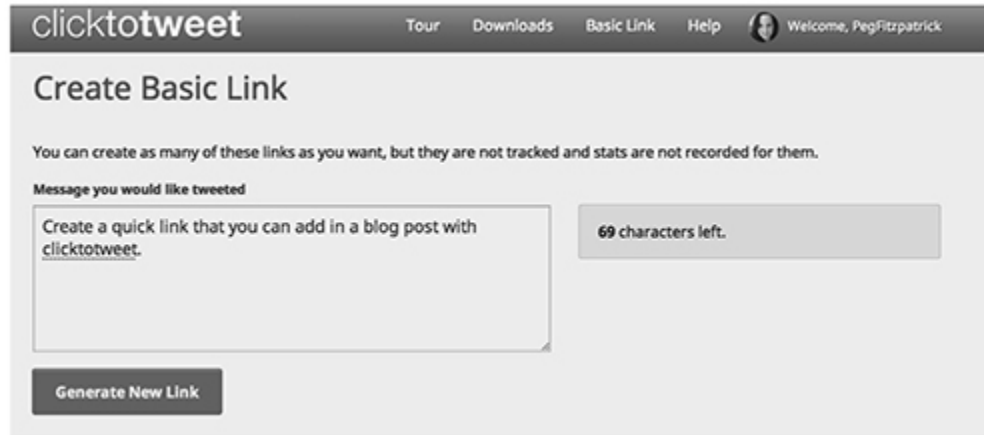 clicktotweet Tour Downloads Basic Link Help Welcome, PegFitzpatrick
Create Basic Link
You can create as many of these links as you want, but they are not tracked and stats are not recorded for them.
Message you would like tweeted
Create a quick link that you can add in a blog post with
clicktotweet.
69 characters left.
Generate New Link